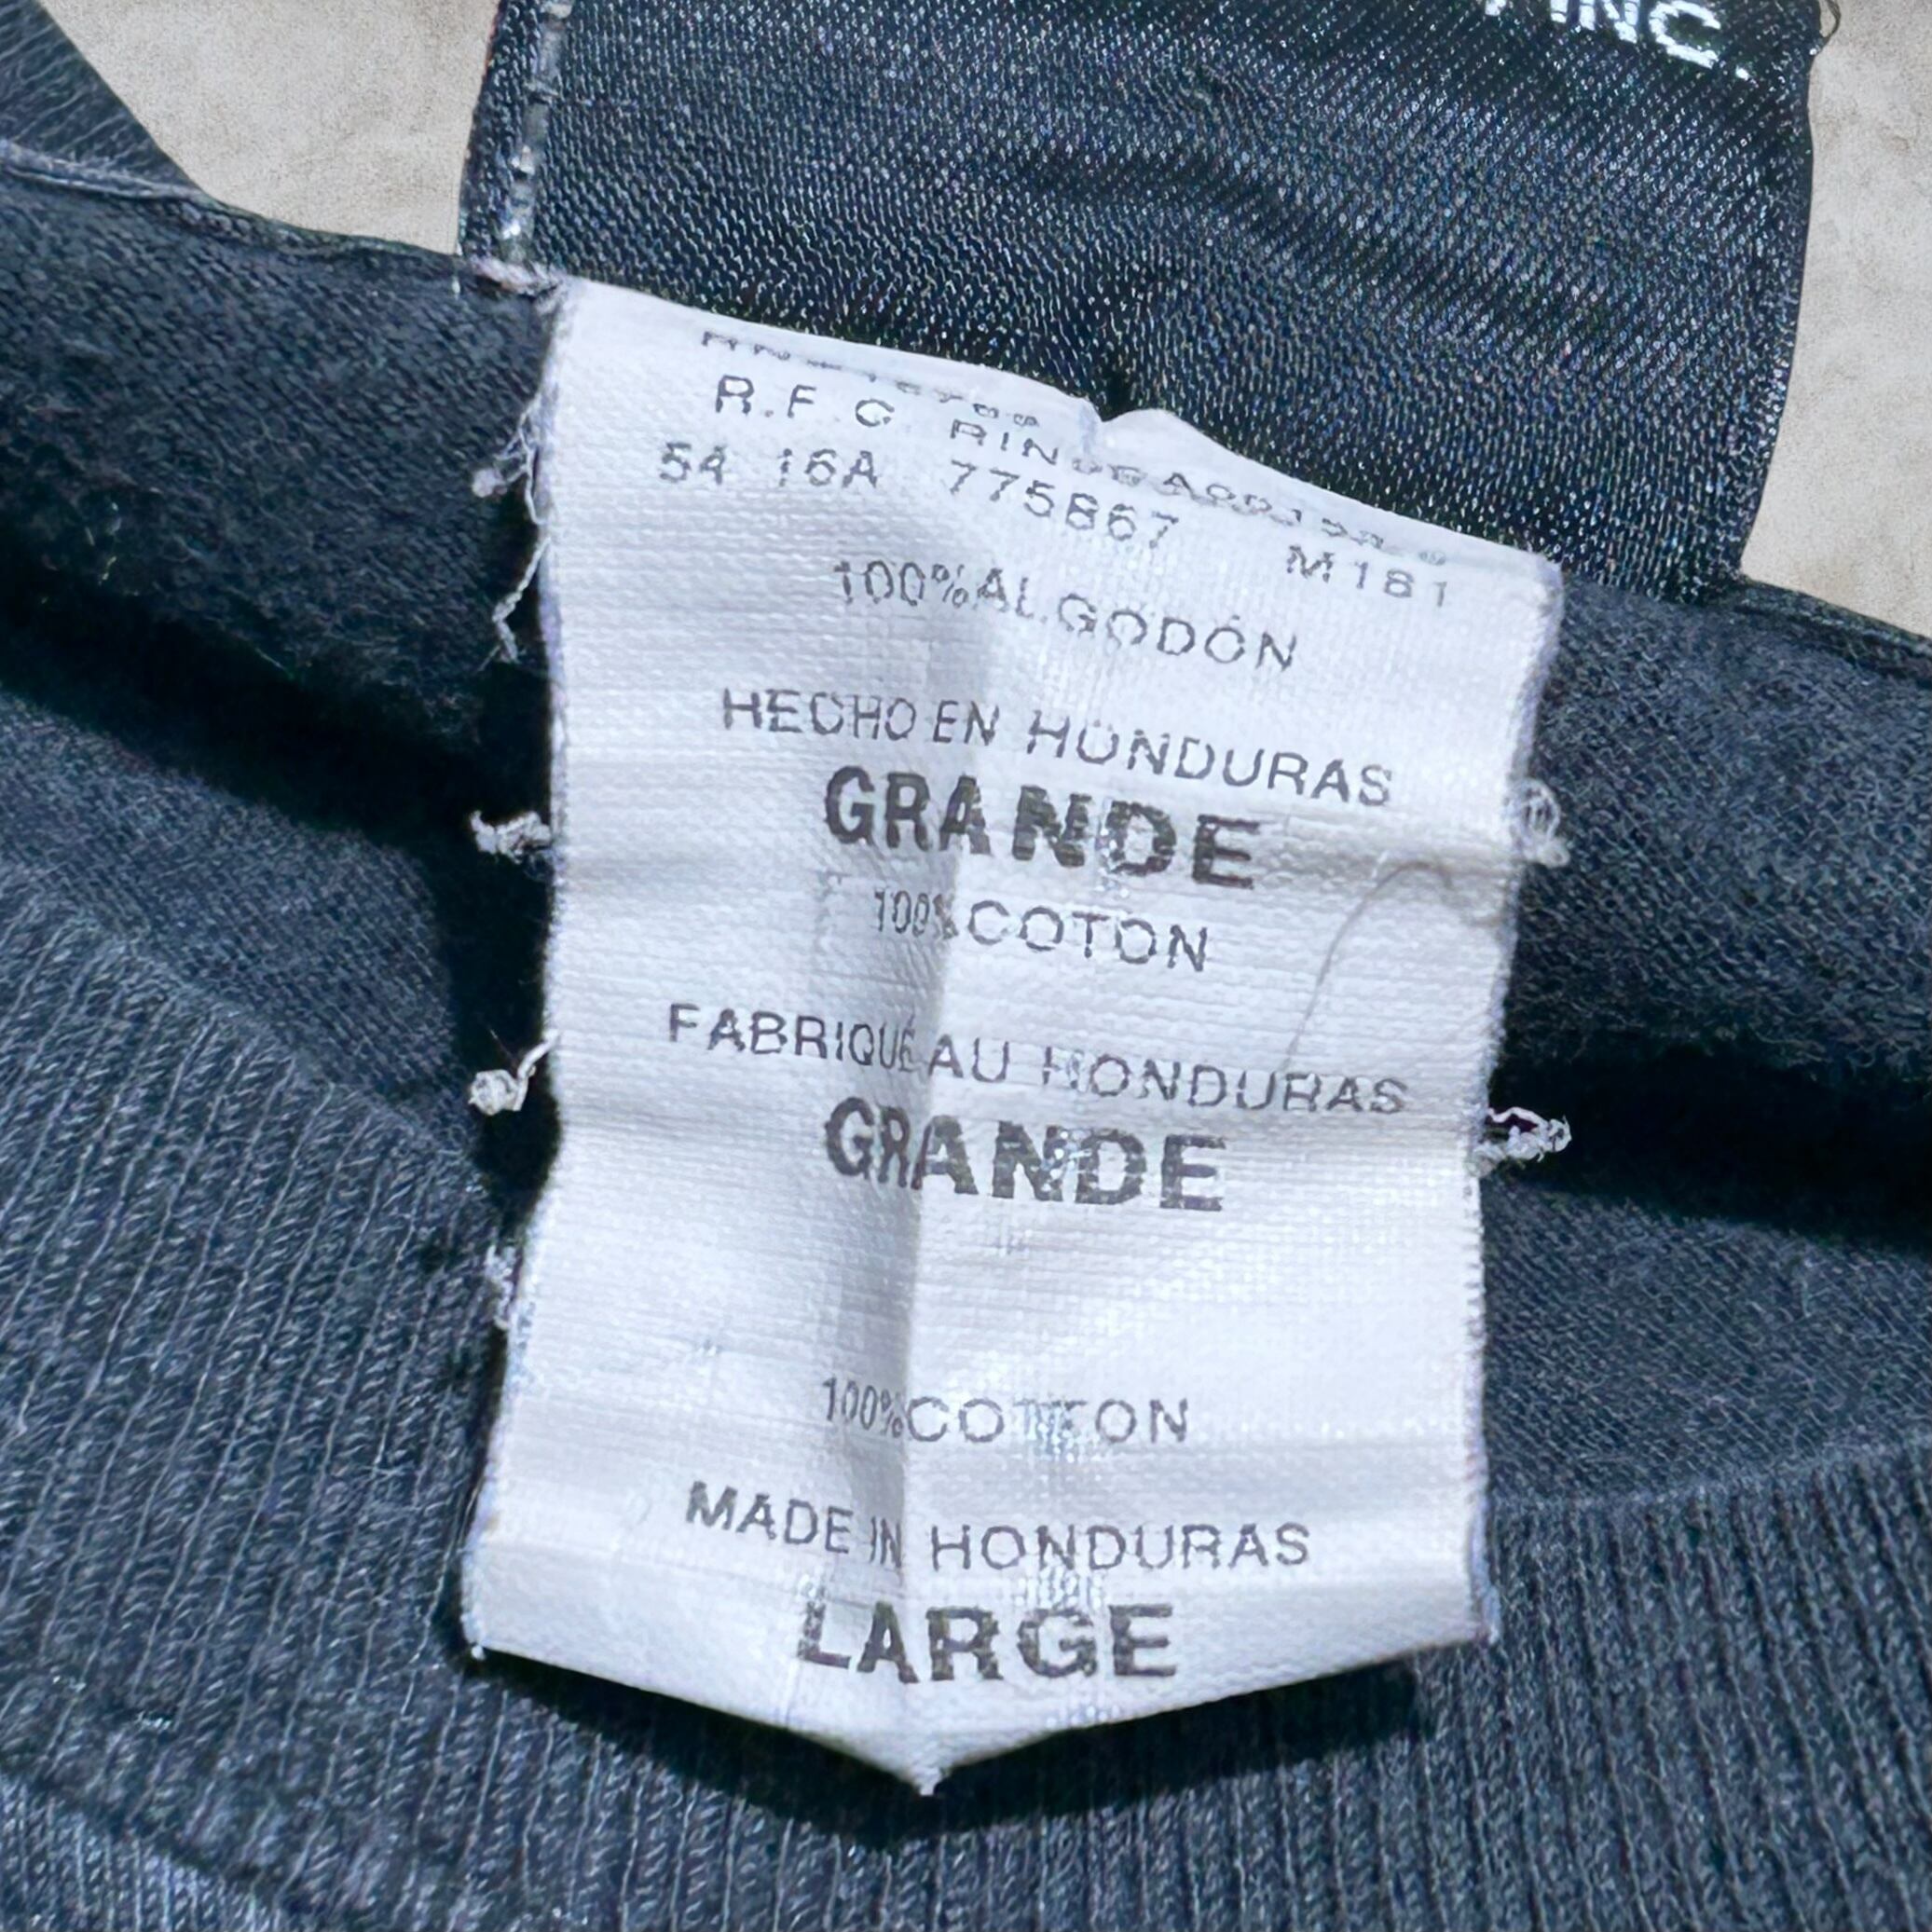 INC.
R.F.C.
54 16A 775867 M181
100% ALGODÓN
HECHO EN HONDURAS
GRANDE
100% COTON
FABRIQUÉ AU HONDURAS
GRANDE
100% COTTON
MADE IN HONDURAS
LARGE